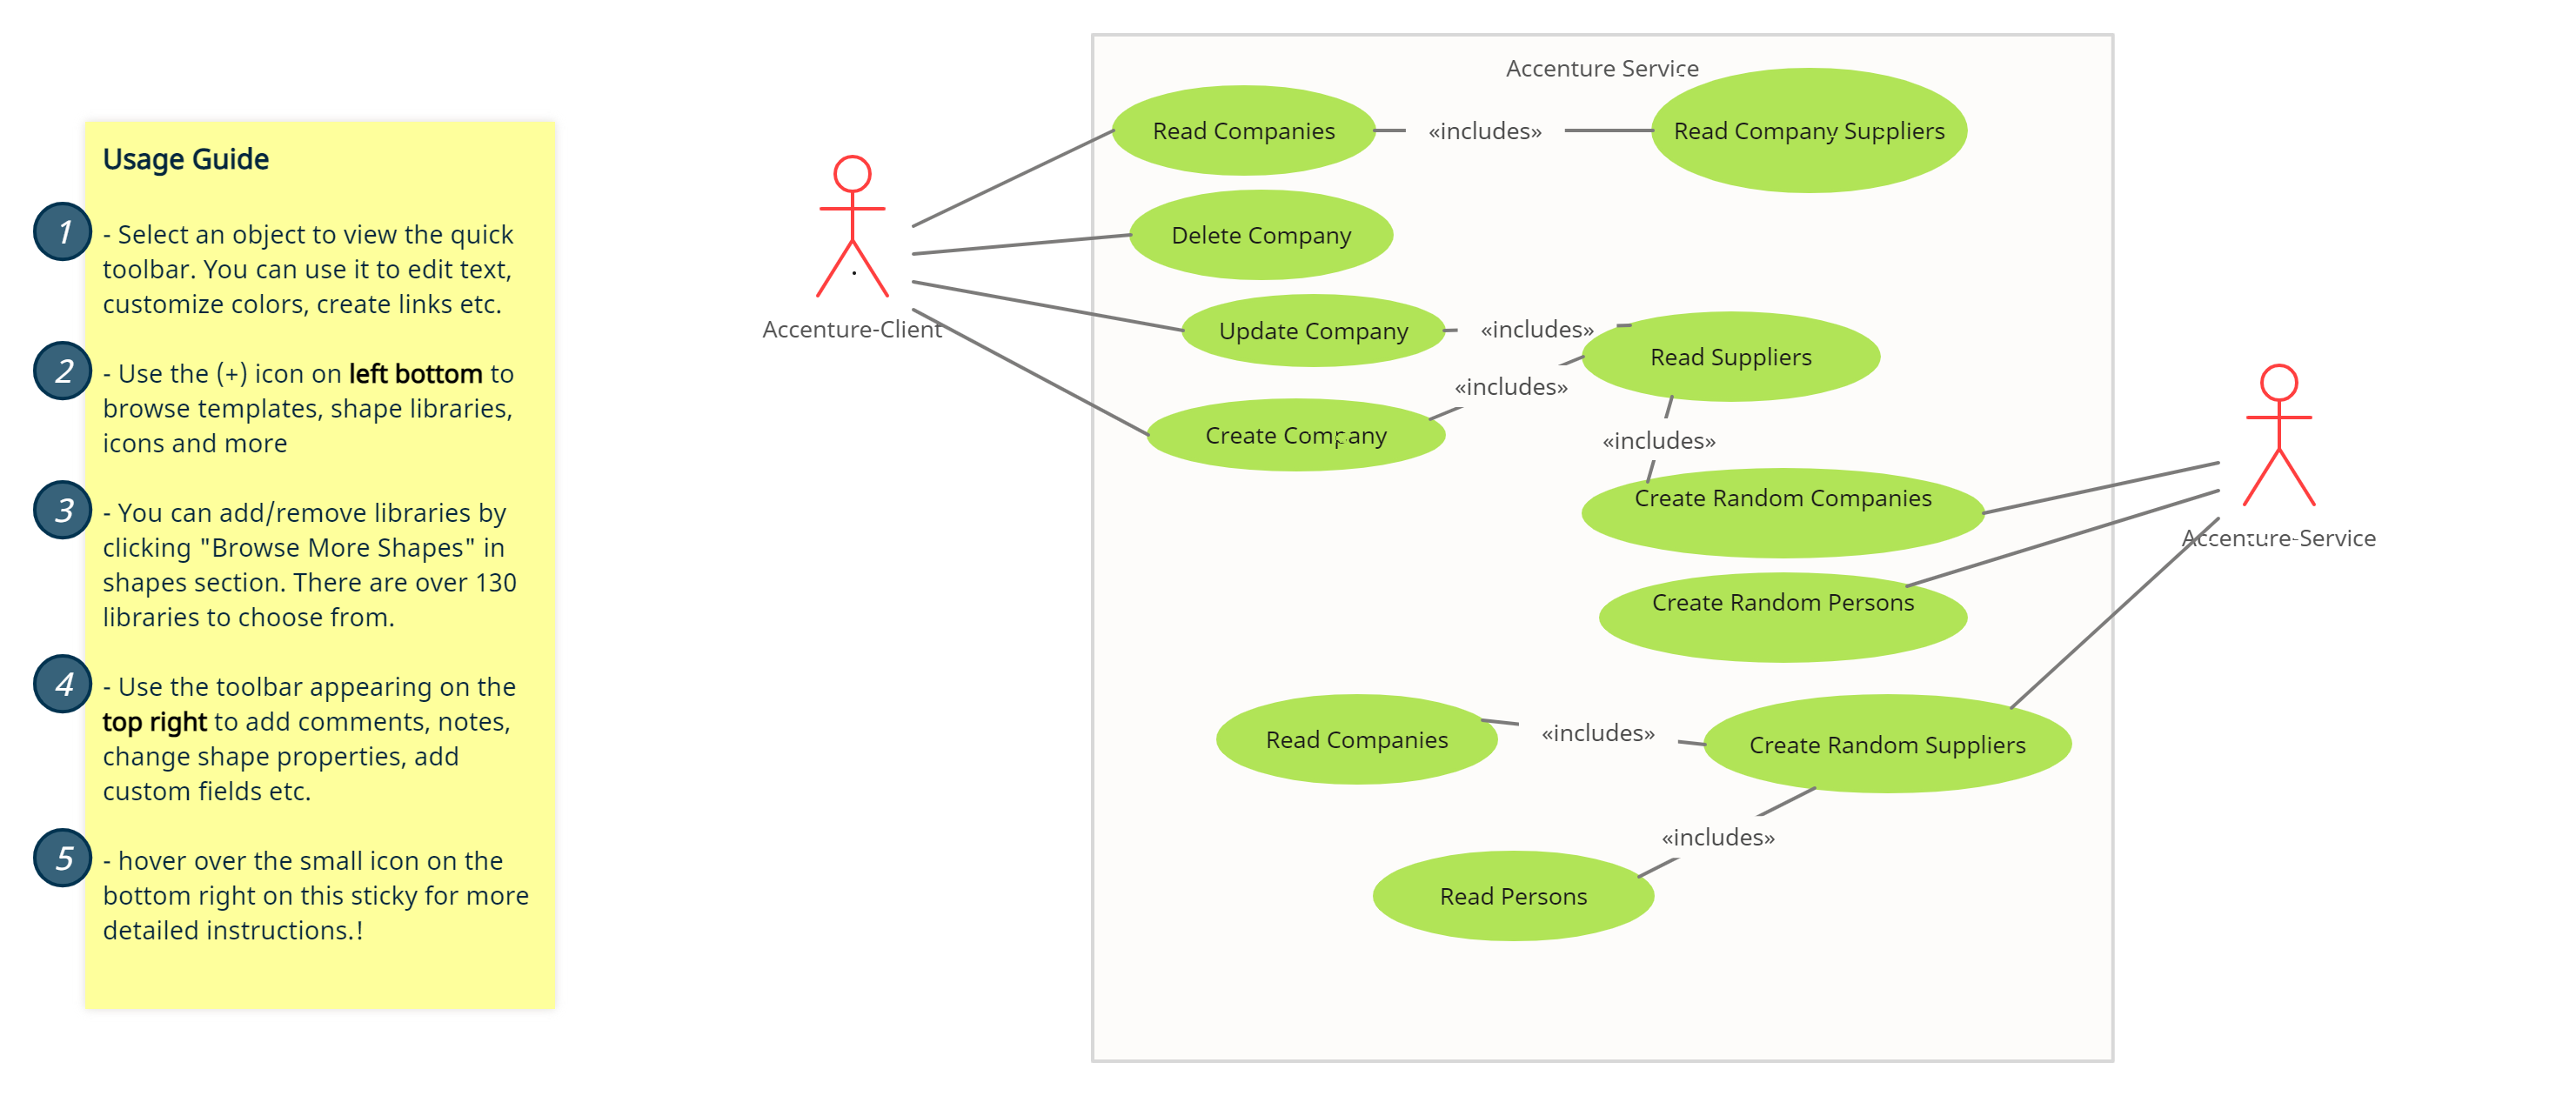 Usage Guide
1
- Select an object to view the quick
toolbar. You can use it to edit text,
customize colors, create links etc.
2
- Use the (+) icon on left bottom to
browse templates, shape libraries,
icons and more
3
- You can add/remove libraries by
clicking "Browse More Shapes" in
shapes section. There are over 130
libraries to choose from.
4
- Use the toolbar appearing on the
top right to add comments, notes,
change shape properties, add
custom fields etc.
5
- hover over the small icon on the
bottom right on this sticky for more
detailed instructions.!
Accenture-Client
Accenture Service
Read Companies
«includes»
Read Company Suppliers
Delete Company
Update Company
«includes»
Read Suppliers
«includes»
Create Company
«includes»
Create Random Companies
Accenture-Service
Create Random Persons
Read Companies
«includes»
Create Random Suppliers
«includes»
Read Persons